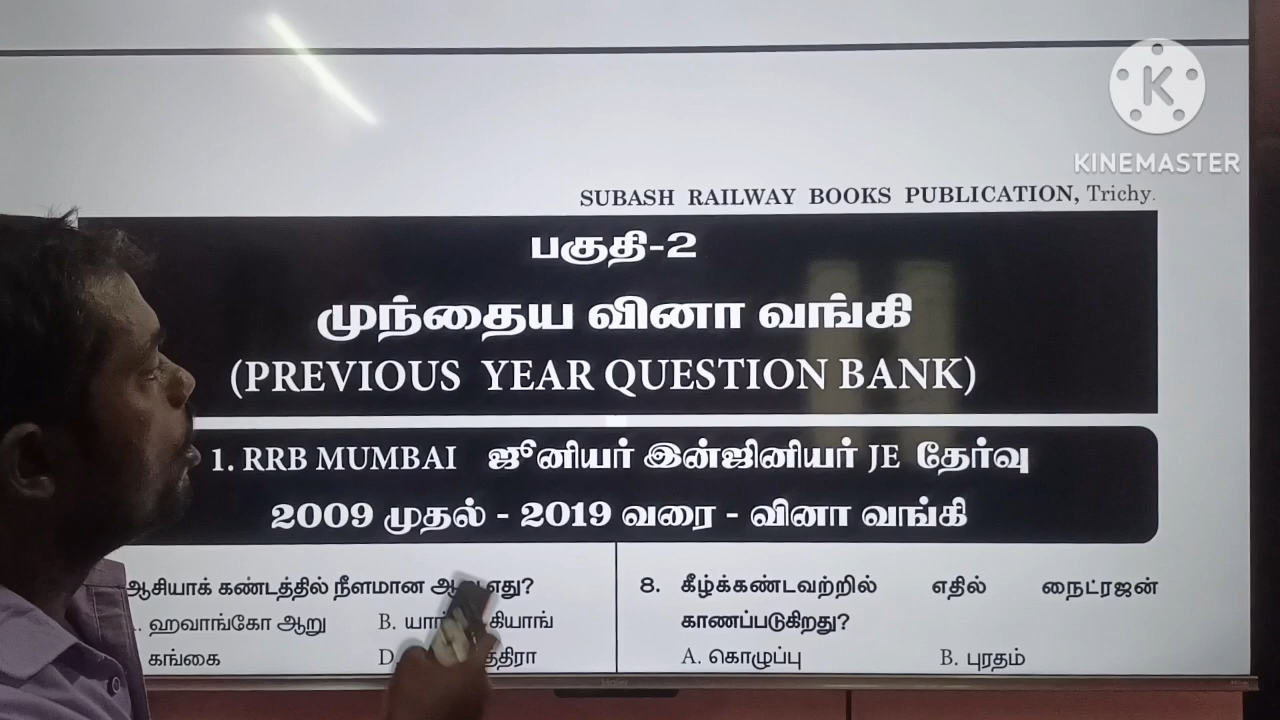 K
KINEMASTER
SUBASH RAILWAY BOOKS PUBLICATION, Trichy.
பகுதி-2
முந்தைய வினா வங்கி
(PREVIOUS YEAR QUESTION BANK)
1. RRB MUMBAI ஜூனியர் இன்ஜினியர் JE தேர்வு
2009 முதல் - 2019 வரை - வினா வங்கி
ஆசியாக் கண்டத்தில் நீளமான எது?
ஹவாங்கோ ஆறு B.
கங்கை D.
8. கீழ்க்கண்டவற்றில் எதில் நைட்ரஜன்
காணப்படுகிறது?
A. கொழுப்பு B. புரதம்
Haier